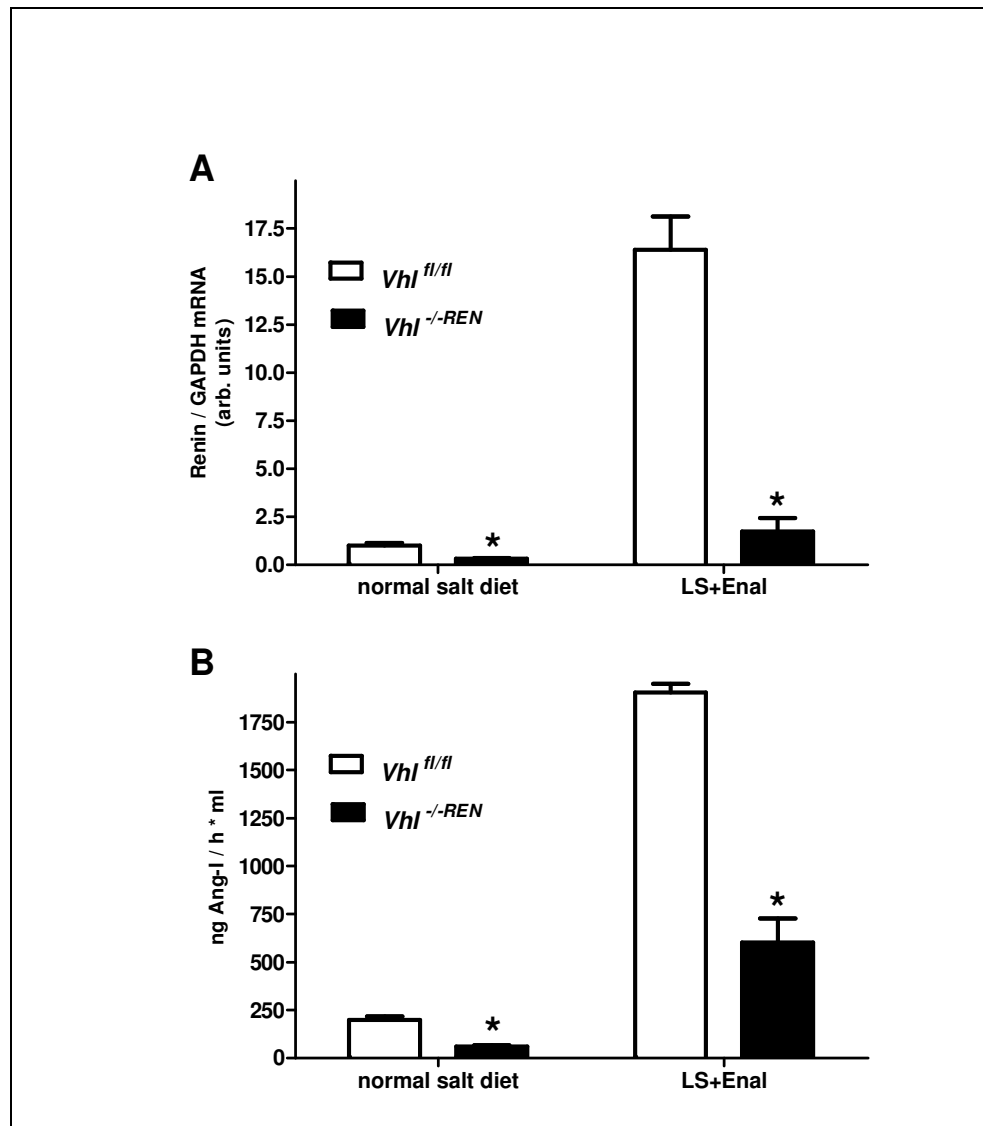 A
Renin / GAPDH mRNA
(arb. units)
17.5
15.0
12.5
10.0
7.5
5.0
2.5
0.0
Vhl fl/fl
Vhl -/-REN
*
*
normal salt diet
LS+Enal
B
ng Ang-I / h * ml
1750
1500
1250
1000
750
500
250
0
Vhl fl/fl
Vhl -/-REN
*
*
normal salt diet
LS+Enal